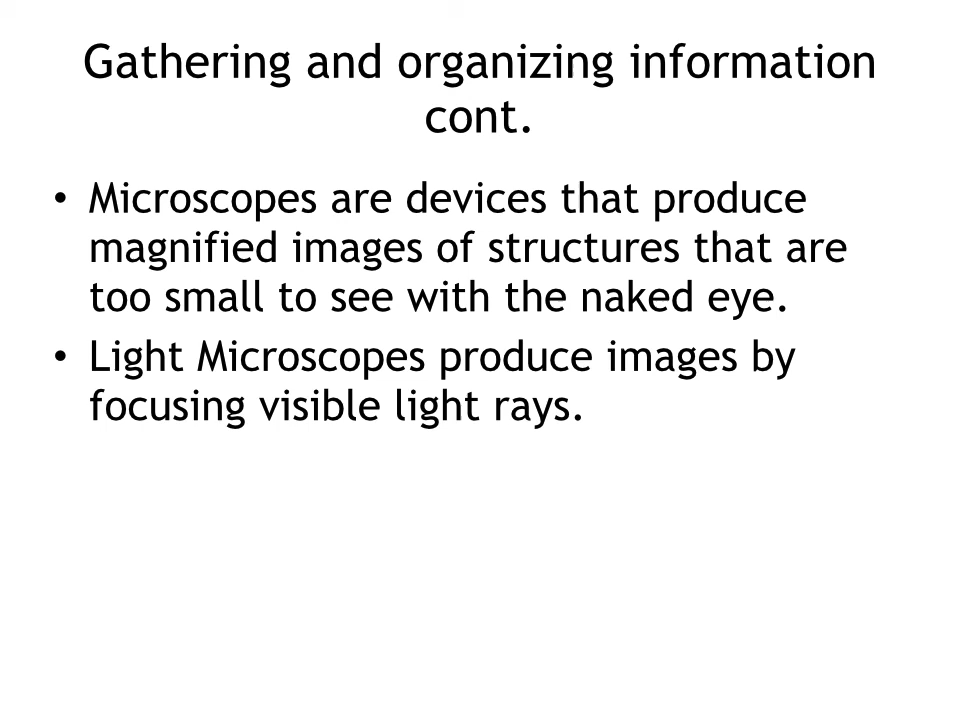 Gathering and organizing information
cont.
• Microscopes are devices that produce
magnified images of structures that are
too small to see with the naked eye.
• Light Microscopes produce images by
focusing visible light rays.